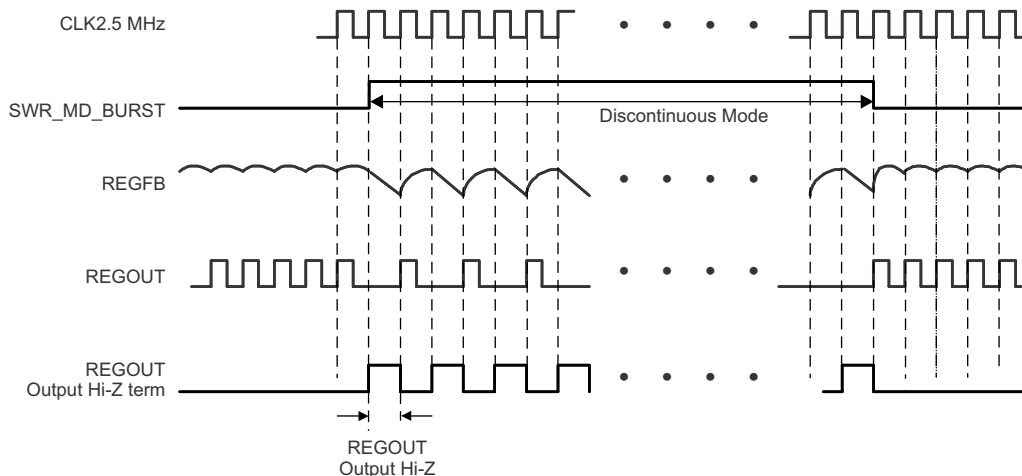 CLK2.5 MHz
SWR_MD_BURST
Discontinuous Mode
REGFB
REGOUT
REGOUT
Output Hi-Z term
REGOUT
Output Hi-Z